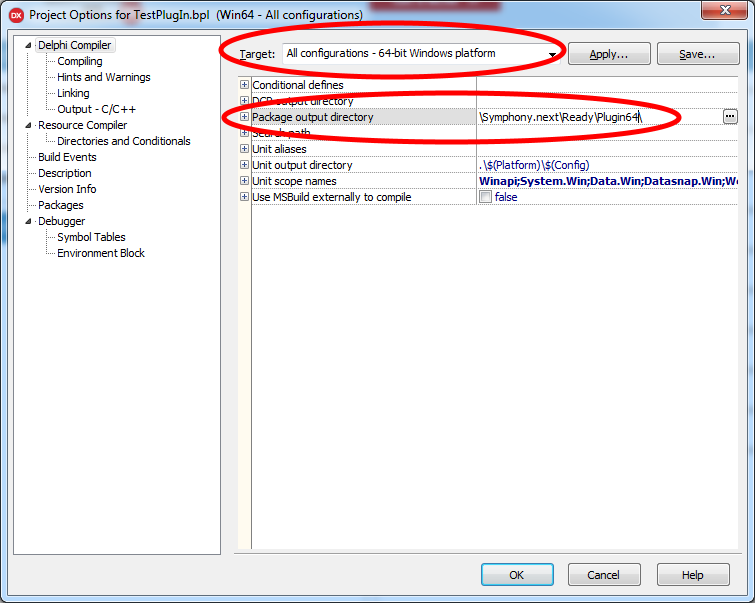 DX Project Options for TestPlugIn.bpl (Win64 - All configurations)
Delphi Compiler
Compiling
Hints and Warnings
Linking
Output - C/C++
Resource Compiler
Directories and Conditionals
Build Events
Description
Version Info
Packages
Debugger
Symbol Tables
Environment Block
Target: All configurations - 64-bit Windows platform
Apply... Save...
Conditional defines
DCP output directory
Package output directory \Symphony.next\Ready\Plugin64\ ...
Search path
Unit aliases
Unit output directory .\$(Platform)\$(Config)
Unit scope names Winapi;System.Win;Data.Win;Datasnap.Win;We
Use MSBuild externally to compile false
OK Cancel Help